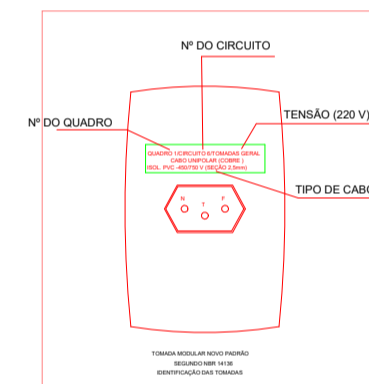 Nº DO CIRCUITO
TENSÃO (220 V)
Nº DO QUADRO
QUADRO 1/CIRCUITO 6/TOMADAS GERAL
CABO UNIPOLAR (COBRE )
ISOL. PVC -450/750 V (SEÇÃO 2.5mm)
TIPO DE CABO
N T F
TOMADA MODULAR NOVO PADRÃO
SEGUNDO NBR 14136
IDENTIFICAÇÃO DAS TOMADAS